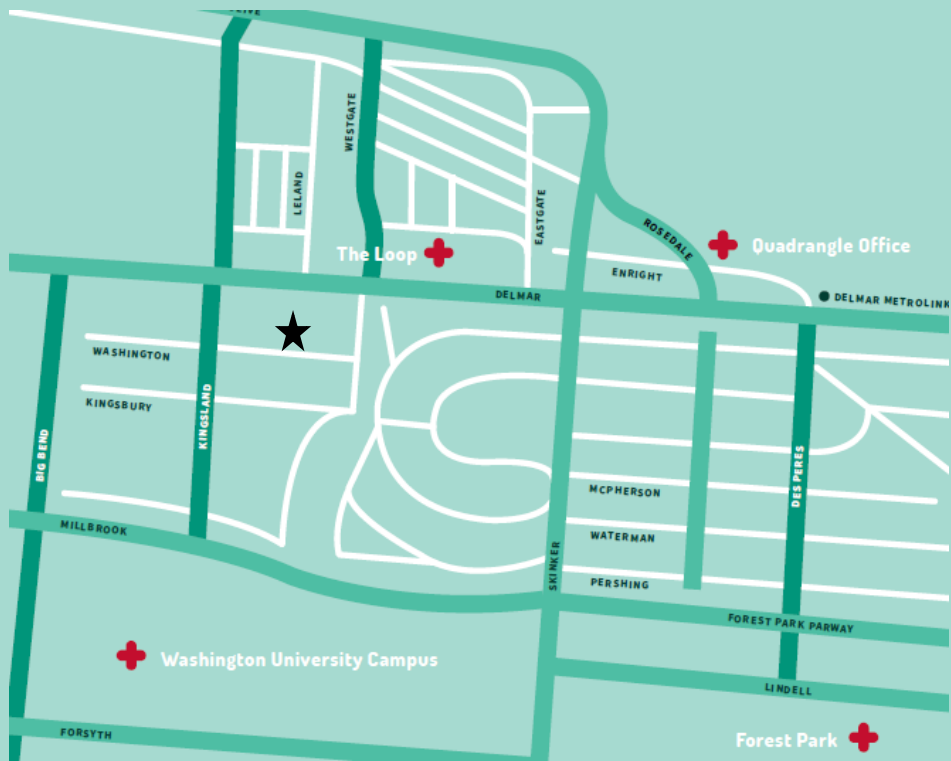 WESTGATE
LELAND
EASTGATE
ROSEDALE
The Loop
Quadrangle Office
ENRIGHT
DELMAR
DELMAR METROLINK
WASHINGTON
KINGSBURY
KINGSLAND
BIG BEND
DES PERES
MCPHERSON
MILLBROOK
WATERMAN
SKINKER
PERSHING
FOREST PARK PARWAY
Washington University Campus
LINDELL
FORSYTH
Forest Park